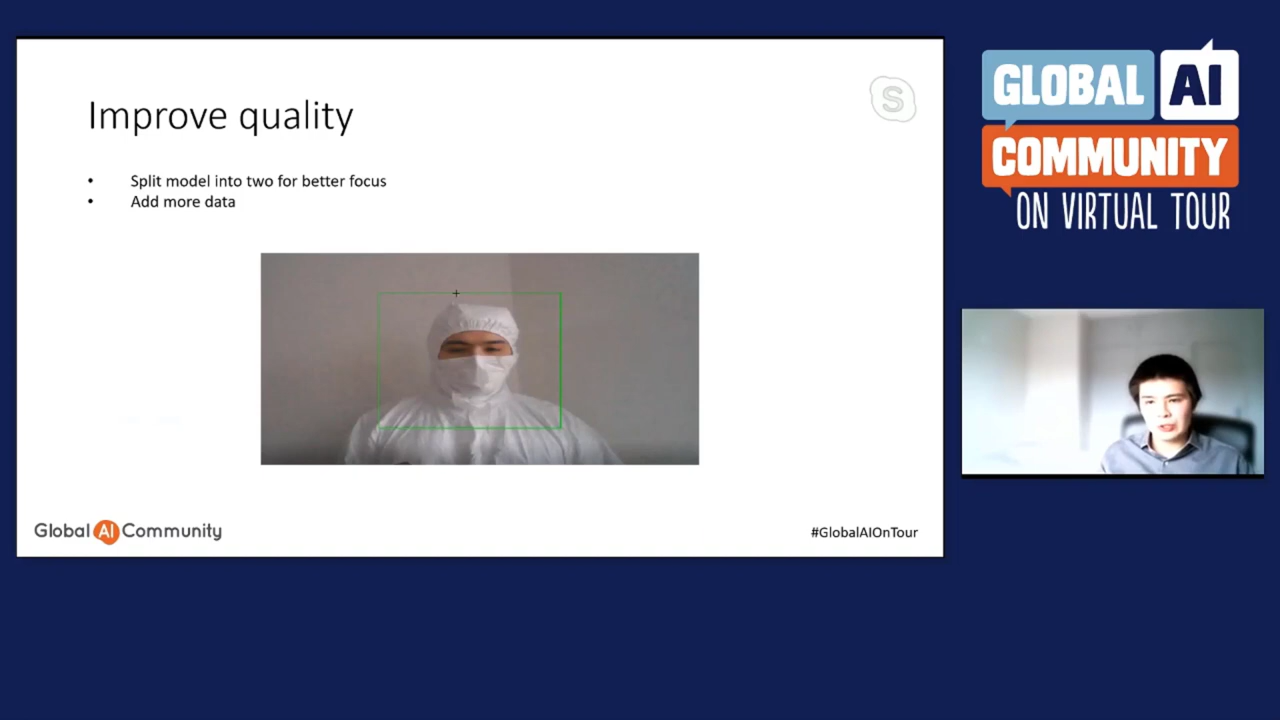 Improve quality
• Split model into two for better focus
• Add more data
Global AI Community
#GlobalAIOnTour
GLOBAL AI
COMMUNITY
ON VIRTUAL TOUR
S